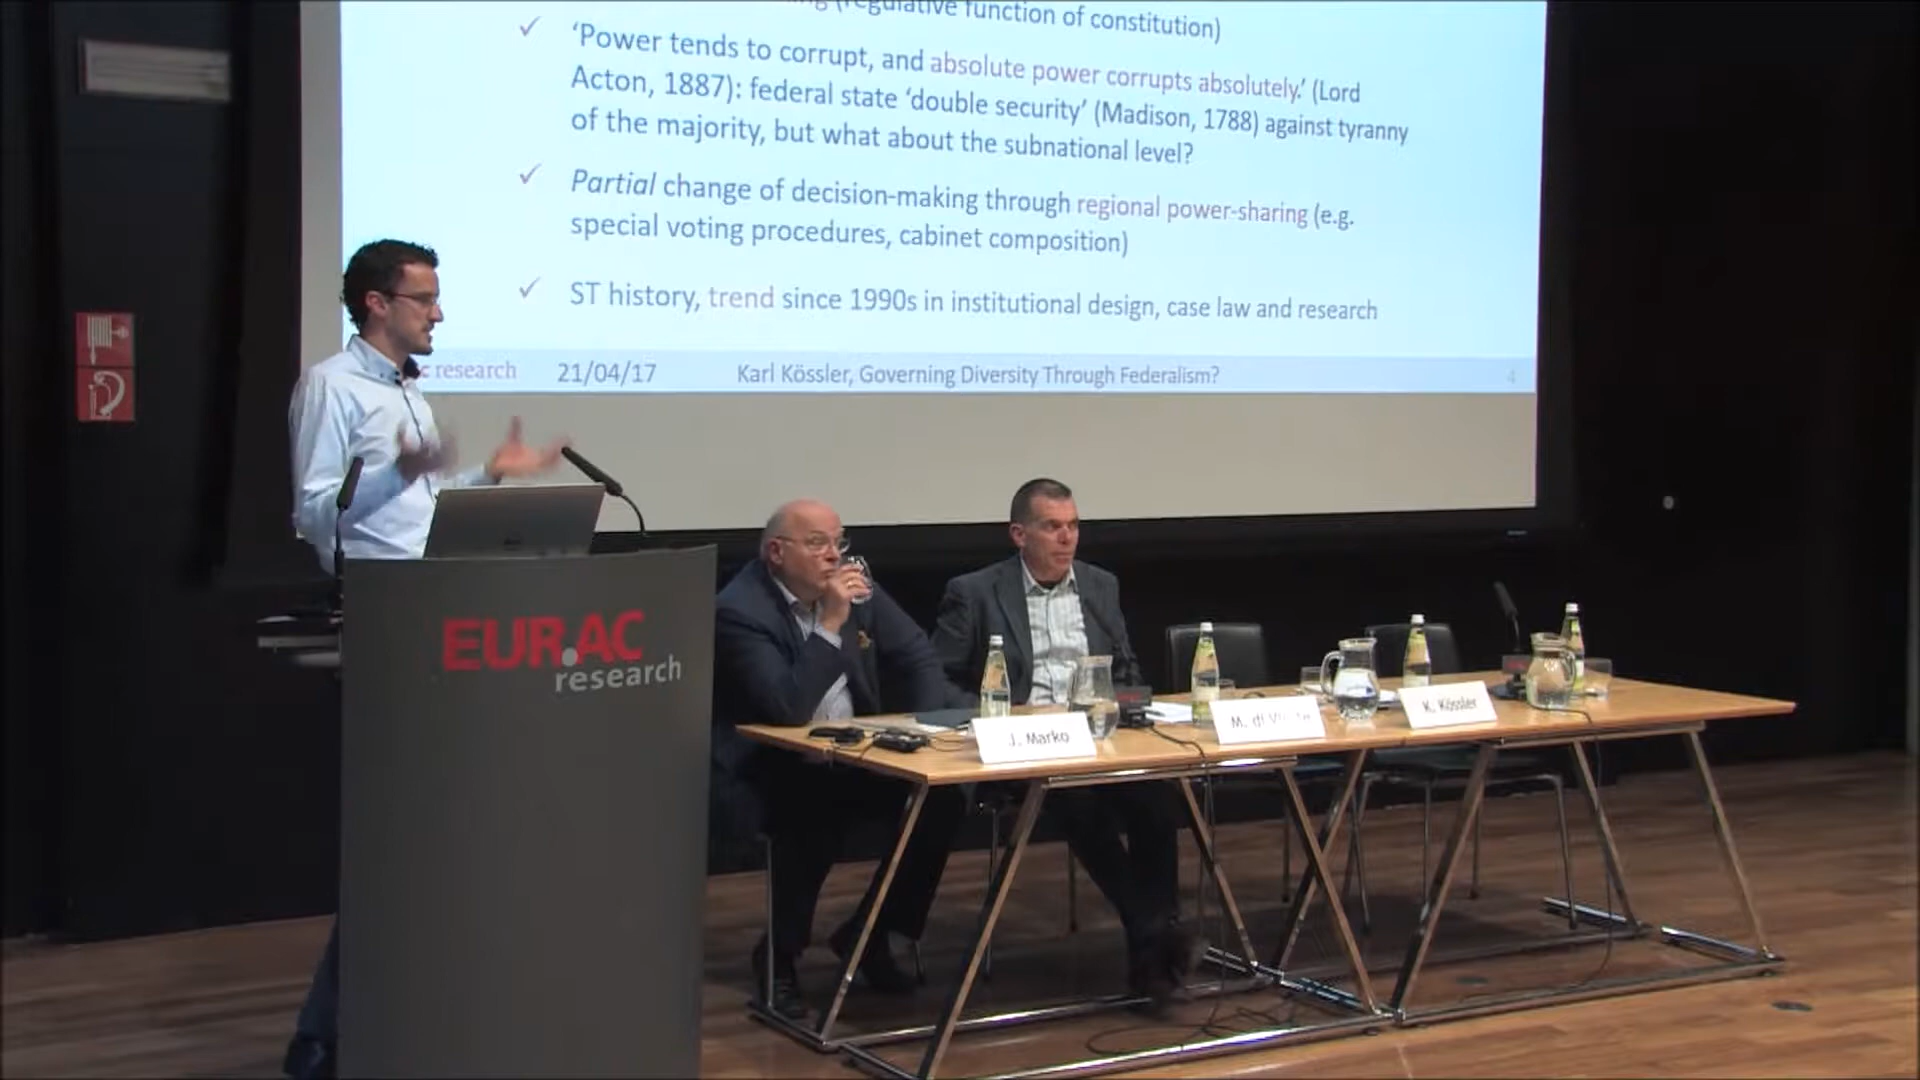 (regulative function of constitution)
✓ ‘Power tends to corrupt, and absolute power corrupts absolutely.’ (Lord
Acton, 1887): federal state ‘double security’ (Madison, 1788) against tyranny
of the majority, but what about the subnational level?
✓ Partial change of decision-making through regional power-sharing (e.g.
special voting procedures, cabinet composition)
✓ ST history, trend since 1990s in institutional design, case law and research
research 21/04/17 Karl Kössler, Governing Diversity Through Federalism? 4
EURAC
research
J. Marko
M.
K. Kössler